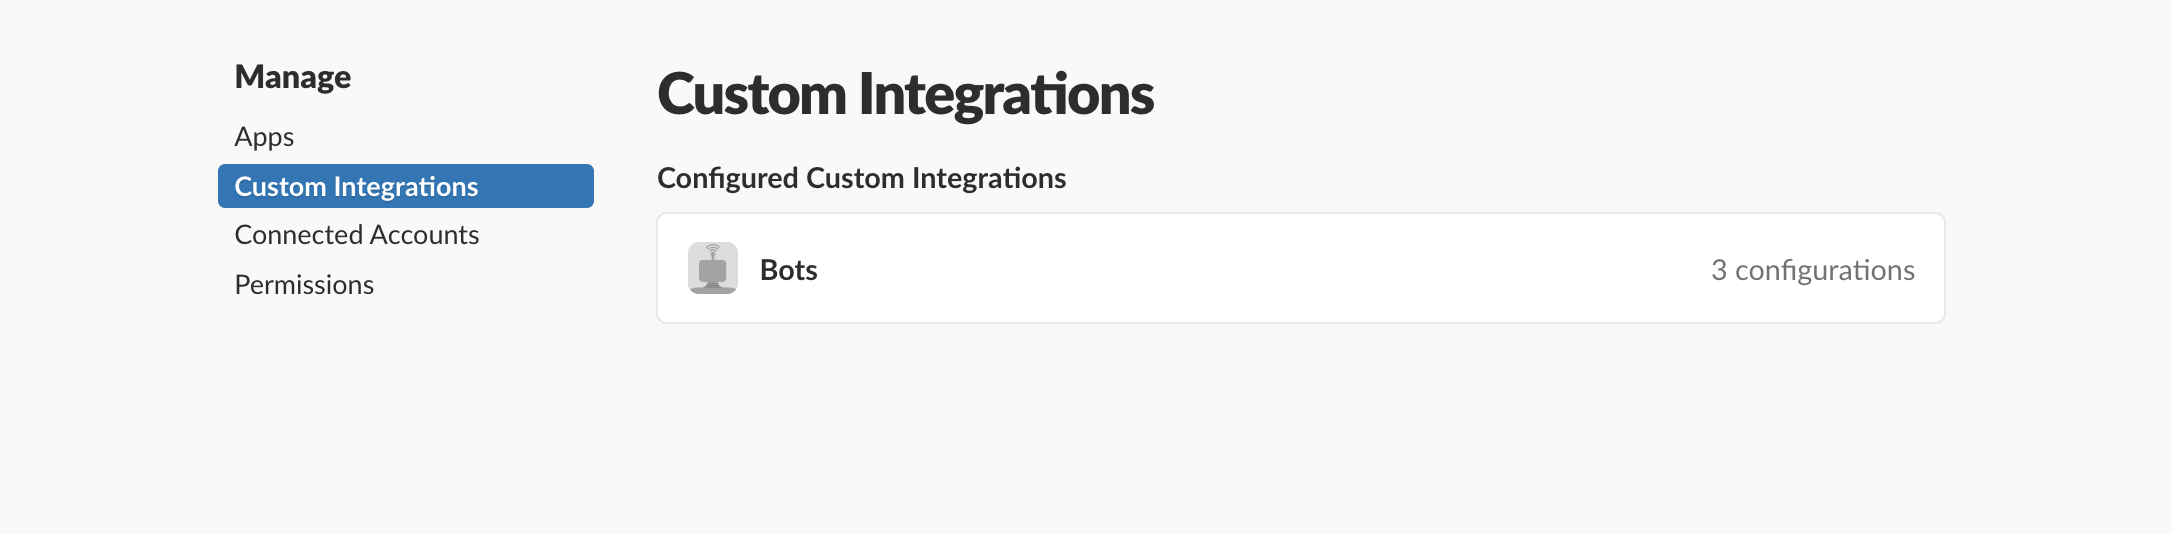 Manage
Apps
Custom Integrations
Connected Accounts
Permissions
Custom Integrations
Configured Custom Integrations
Bots
3 configurations